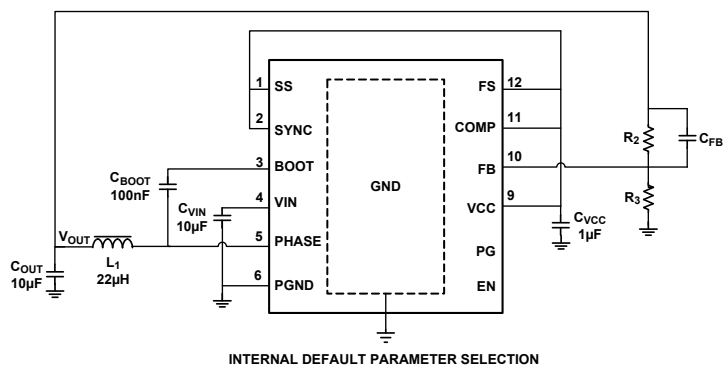 1
SS
FS
12
2
SYNC
COMP
11
R2
CFB
3
BOOT
FB
10
CBOOT
100nF
GND
4
VIN
CVIN
10µF
R3
VCC
9
CVCC
1µF
VOUT
5
PHASE
PG
COUT
10µF
L1
22µH
6
PGND
EN
INTERNAL DEFAULT PARAMETER SELECTION